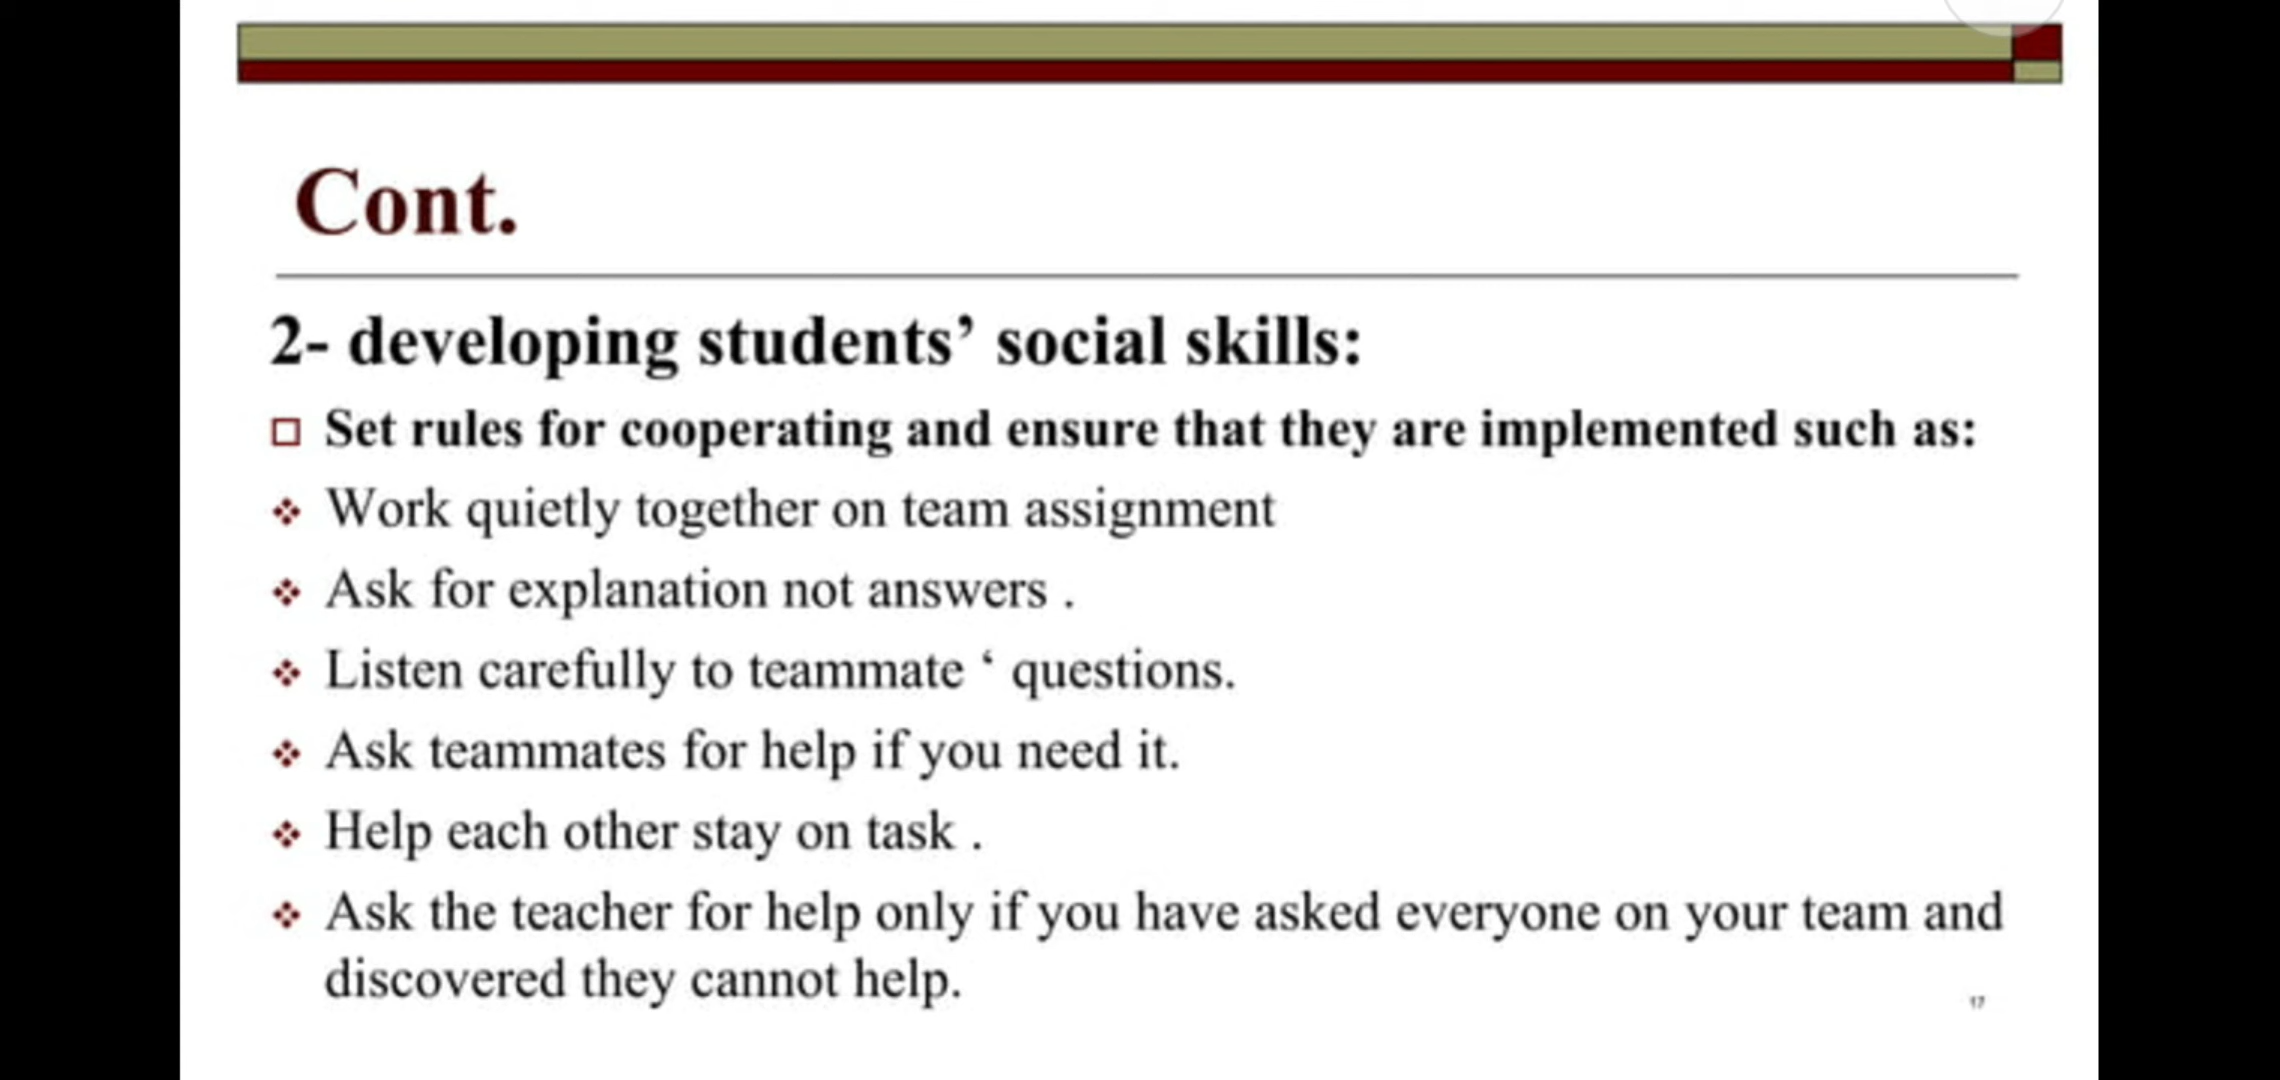 Cont.
2- developing students’ social skills:
Set rules for cooperating and ensure that they are implemented such as:
Work quietly together on team assignment
Ask for explanation not answers .
Listen carefully to teammate ‘ questions.
Ask teammates for help if you need it.
Help each other stay on task .
Ask the teacher for help only if you have asked everyone on your team and
discovered they cannot help.
17